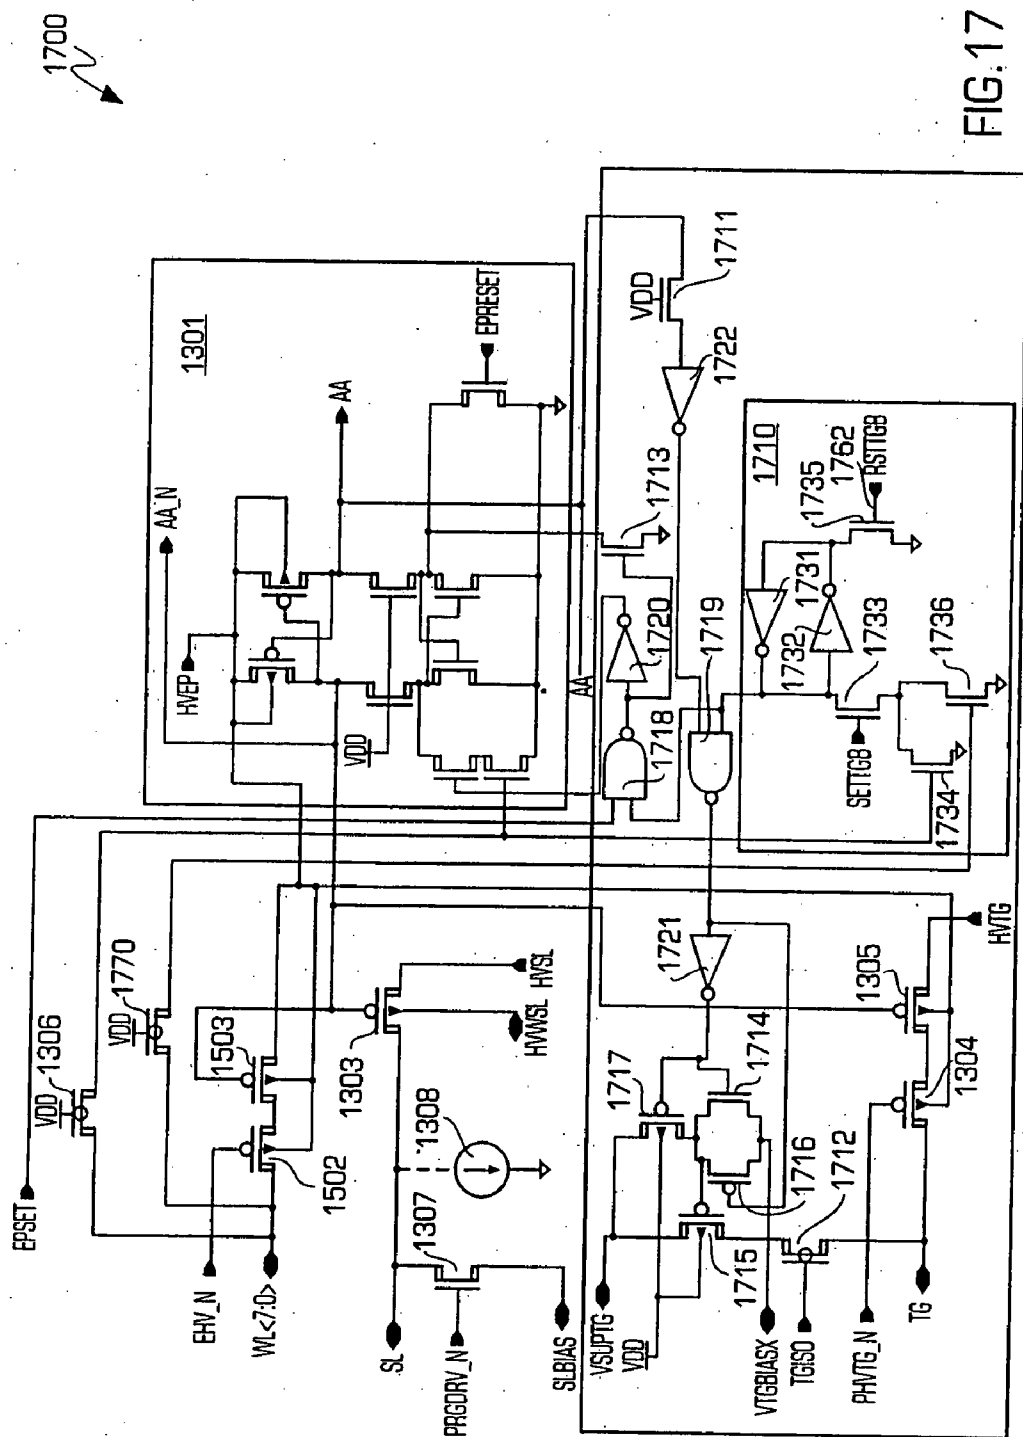 1700
FIG.17
1301
AA_N
AA
HVEP
EPRESET
VDD
EPSET
VDD
1306
VDD
1770
1503
1502
EHV_N
WL<7:0>
1303
HVSL
HVWSL
1308
1307
SL
PRGDRV_N
SLBIAS
AA
1713
VDD
1711
1722
1720
1718
1719
1721
1710
1731
1732
1735
1762
RSTTGB
1733
SETTGB
1734
1736
1717
1714
1716
1715
1712
VSUPTG
VDD
VTGBIASX
TGISO
PHVTG_N
TG
1305
1304
HVTG